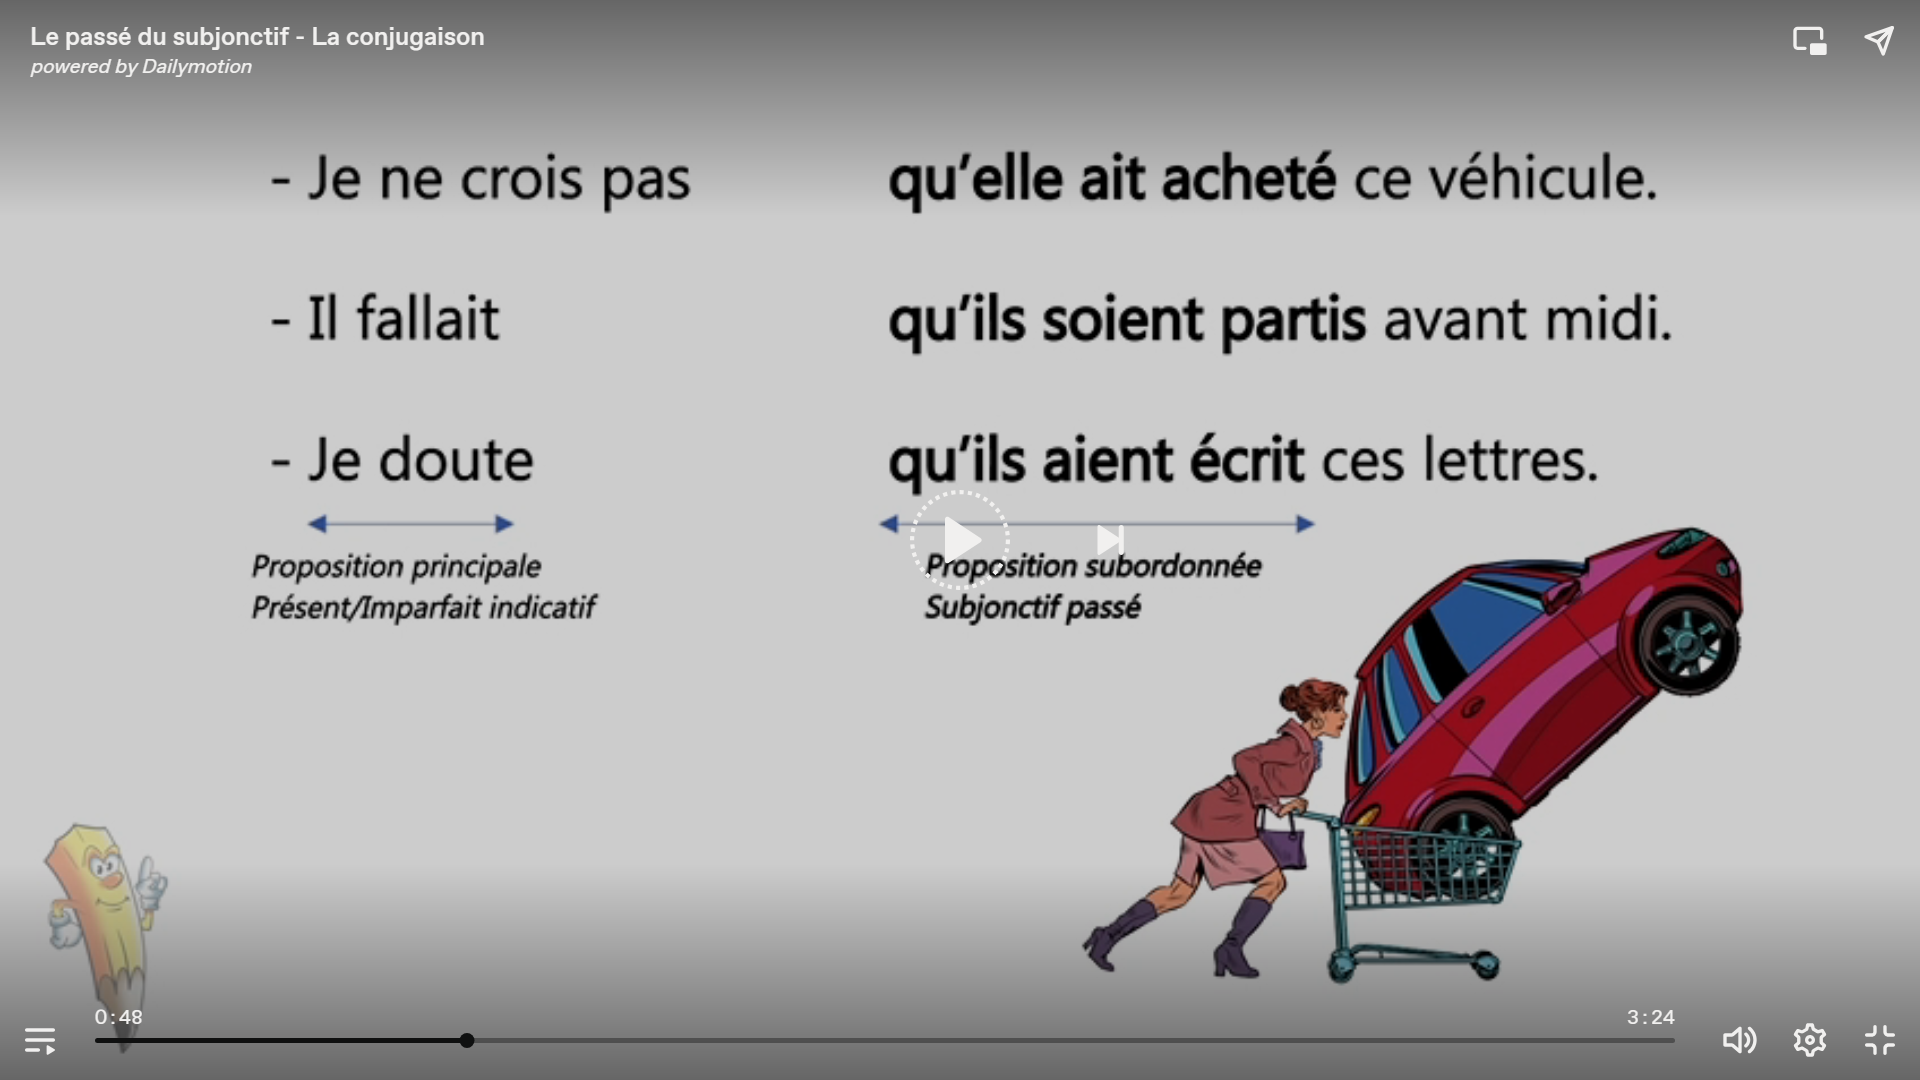 Le passé du subjonctif - La conjugaison
powered by Dailymotion
- Je ne crois pas qu’elle ait acheté ce véhicule.
- Il fallait qu’ils soient partis avant midi.
- Je doute qu’ils aient écrit ces lettres.
Proposition principale Proposition subordonnée
Présent/Imparfait indicatif Subjonctif passé
0:48 3:24